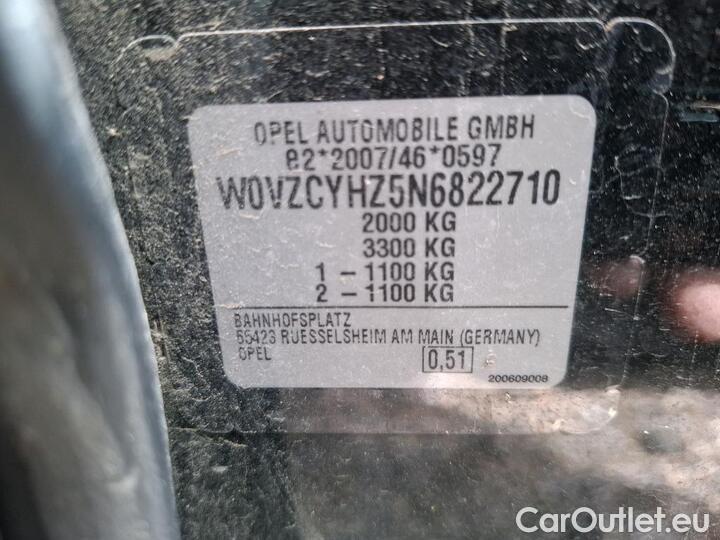 OPEL AUTOMOBILE GMBH
e2*2007/46*0597
W0VZCYHZ5N6822710
2000 KG
3300 KG
1 - 1100 KG
2 - 1100 KG
BAHNHOFSPLATZ
65423 RUESSELSHEIM AM MAIN (GERMANY)
OPEL 0,51
200609008
CarOutlet.eu